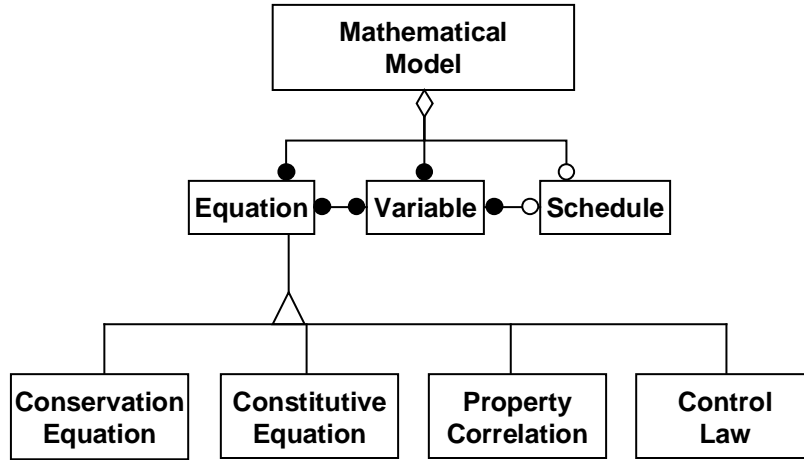 Mathematical
Model
Equation
Variable
Schedule
Conservation
Equation
Constitutive
Equation
Property
Correlation
Control
Law